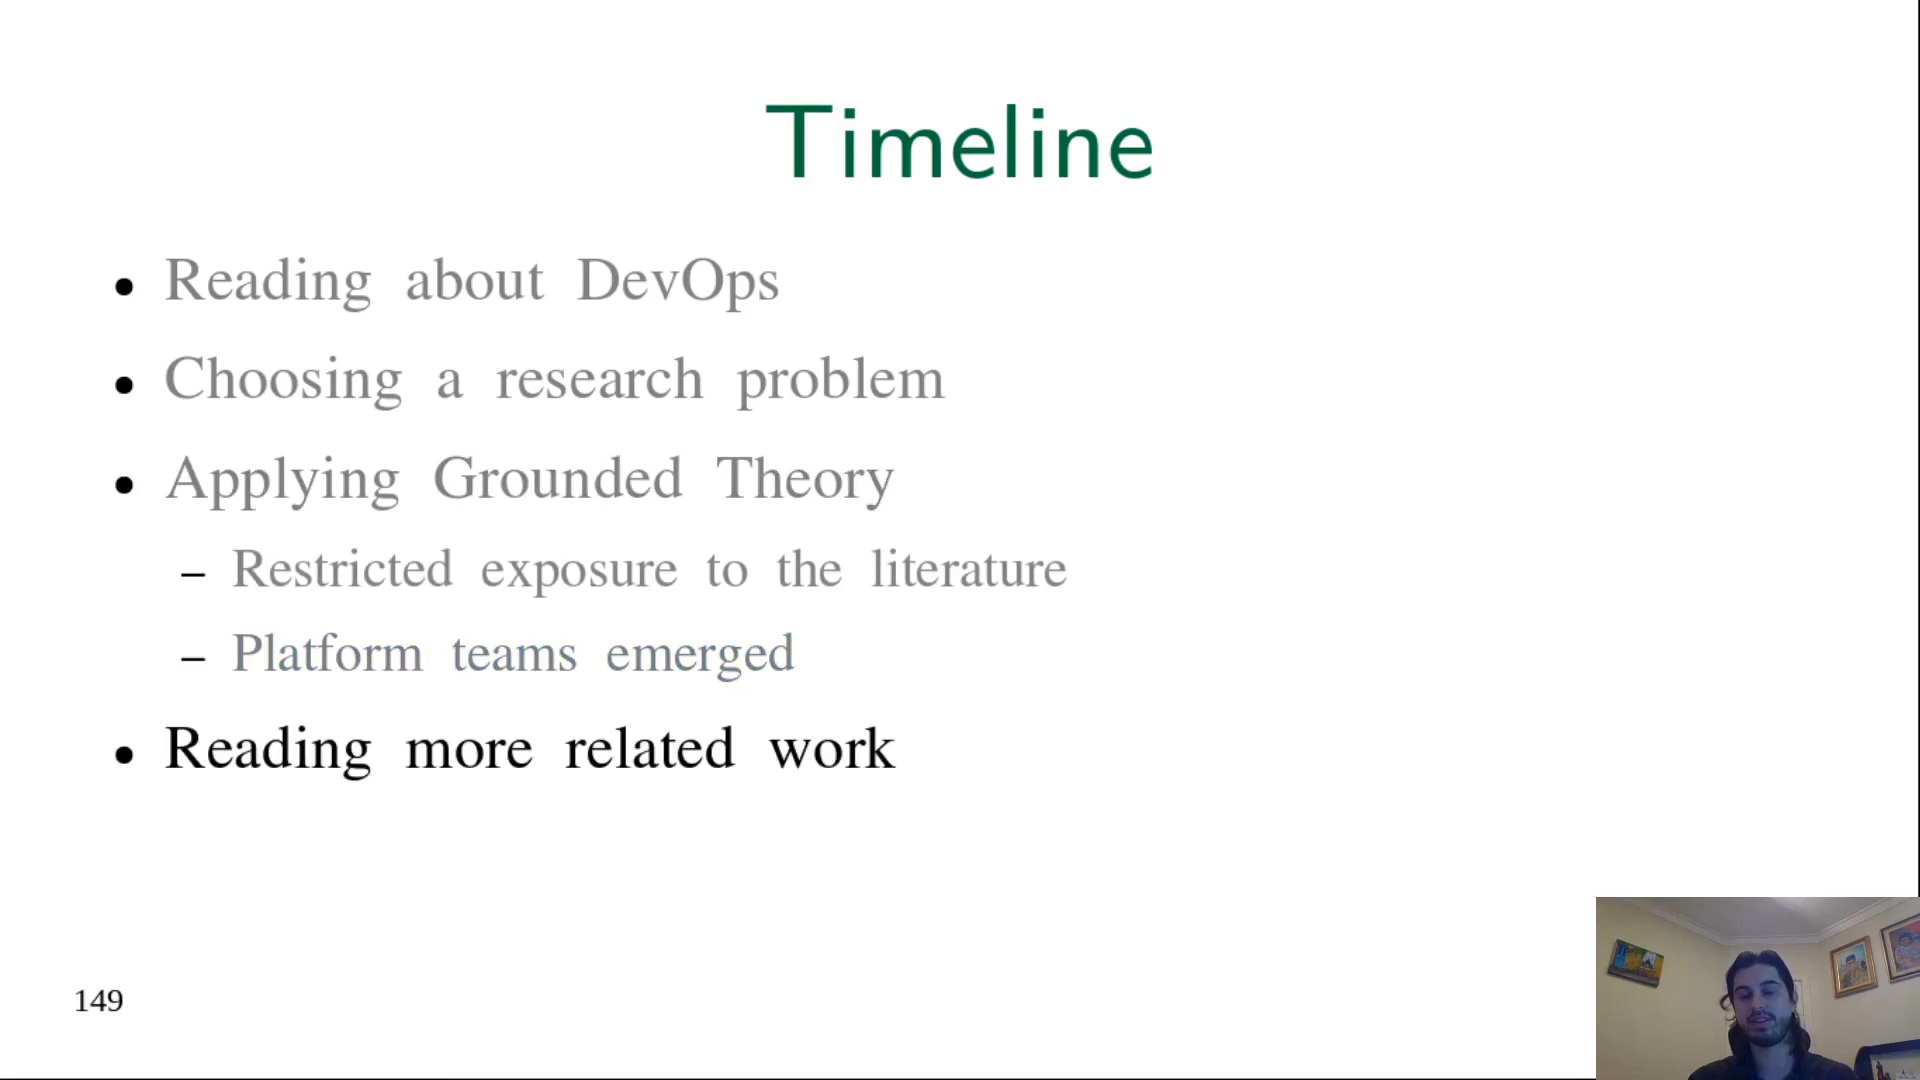 Timeline
• Reading about DevOps
• Choosing a research problem
• Applying Grounded Theory
– Restricted exposure to the literature
– Platform teams emerged
• Reading more related work
149